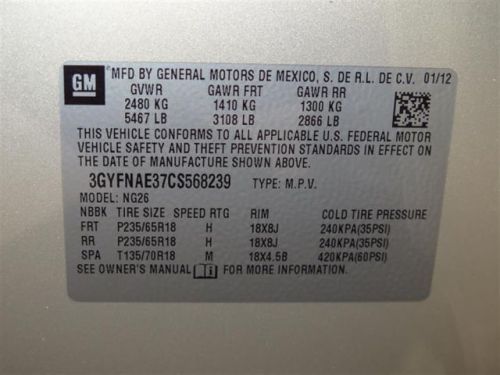 GM MFD BY GENERAL MOTORS DE MEXICO, S. DE R.L. DE C.V. 01/12
GVWR GAWR FRT GAWR RR
2480 KG 1410 KG 1300 KG
5467 LB 3108 LB 2866 LB
THIS VEHICLE CONFORMS TO ALL APPLICABLE U.S. FEDERAL MOTOR
VEHICLE SAFETY AND THEFT PREVENTION STANDARDS IN EFFECT ON
THE DATE OF MANUFACTURE SHOWN ABOVE.
3GYFNAE37CS568239 TYPE: M.P.V.
MODEL: NG26
NBBK TIRE SIZE SPEED RTG RIM COLD TIRE PRESSURE
FRT P235/65R18 H 18X8J 240KPA(35PSI)
RR P235/65R18 H 18X8J 240KPA(35PSI)
SPA T135/70R18 M 18X4.5B 420KPA(60PSI)
SEE OWNER'S MANUAL FOR MORE INFORMATION.